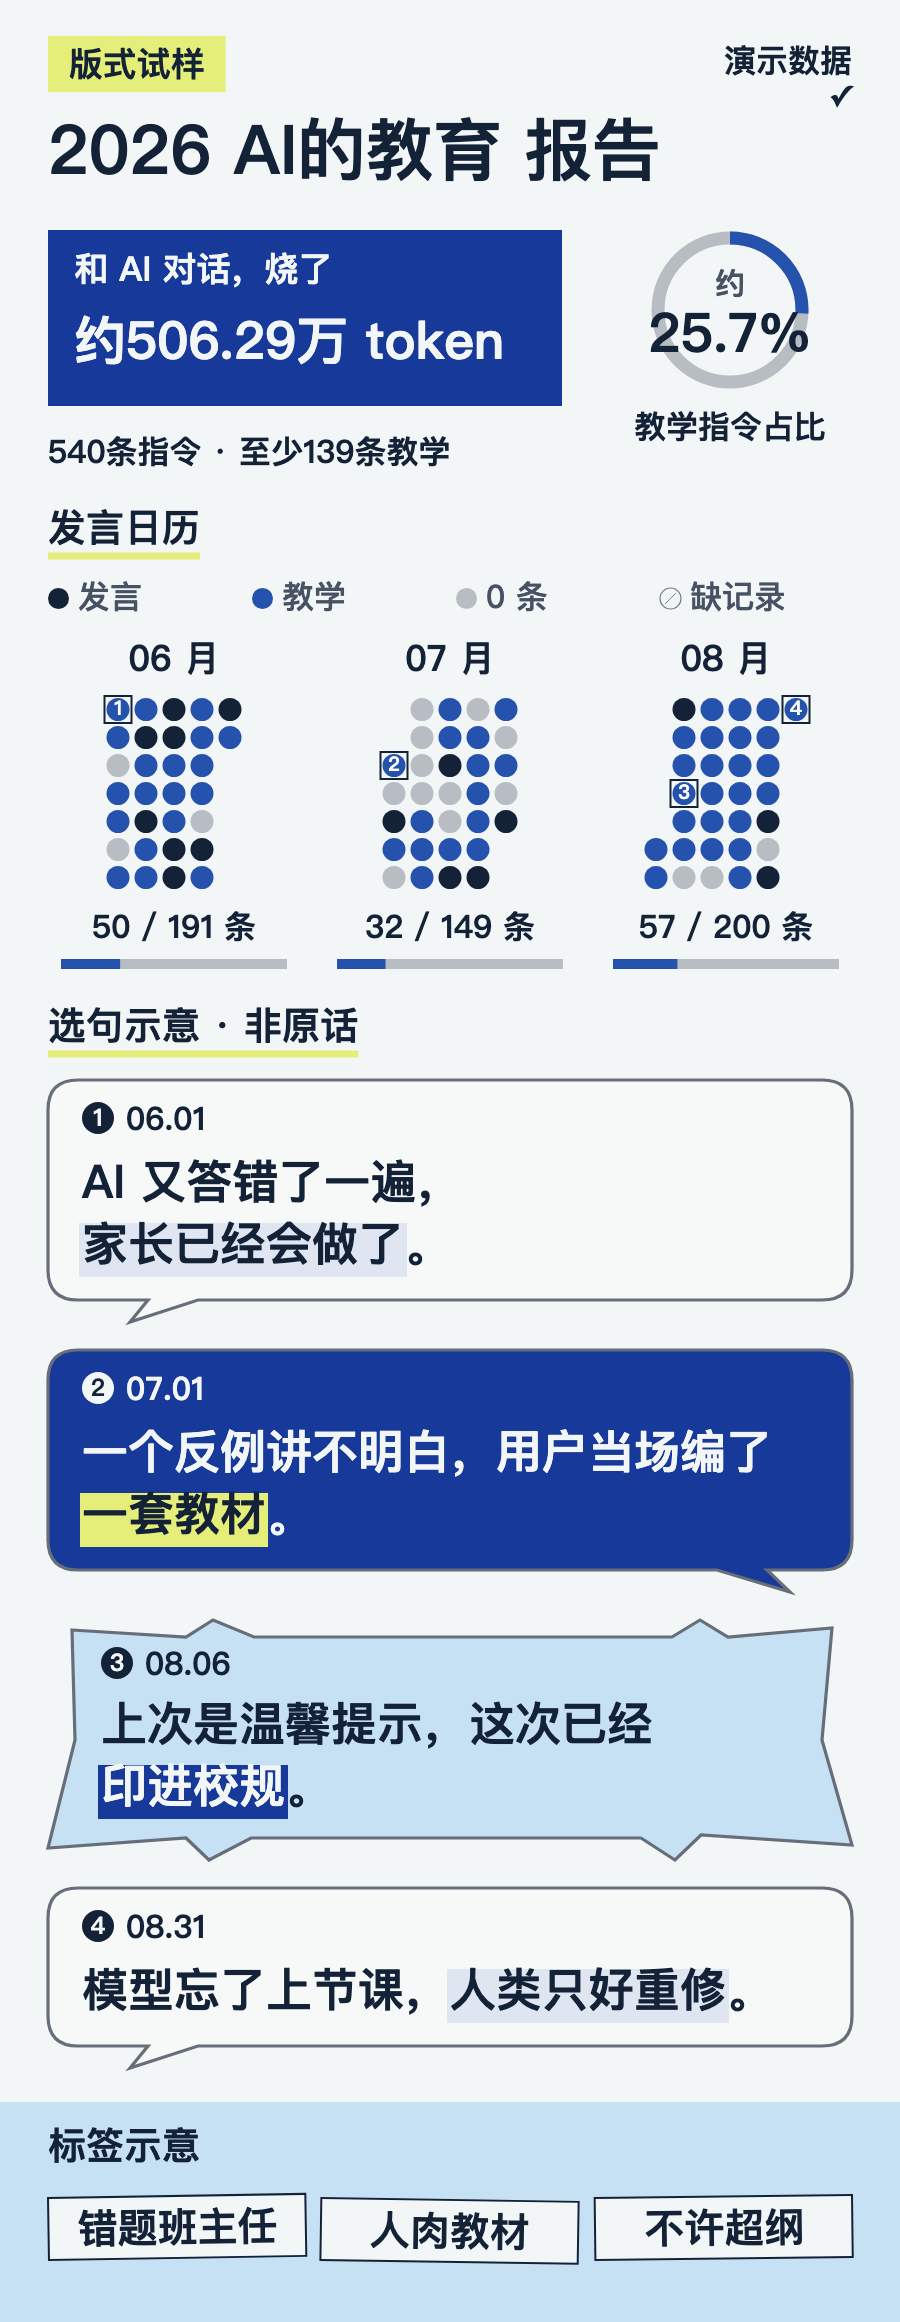 版式试样
演示数据
✓
2026 AI的教育 报告
和 AI 对话，烧了
约506.29万 token
约
25.7%
教学指令占比
540条指令 · 至少139条教学
发言日历
发言
教学
0 条
缺记录
06 月
07 月
08 月
1
4
2
3
50 / 191 条
32 / 149 条
57 / 200 条
选句示意 · 非原话
1 06.01
AI 又答错了一遍，
家长已经会做了。
2 07.01
一个反例讲不明白，用户当场编了
一套教材。
3 08.06
上次是温馨提示，这次已经
印进校规。
4 08.31
模型忘了上节课，人类只好重修。
标签示意
错题班主任
人肉教材
不许超纲